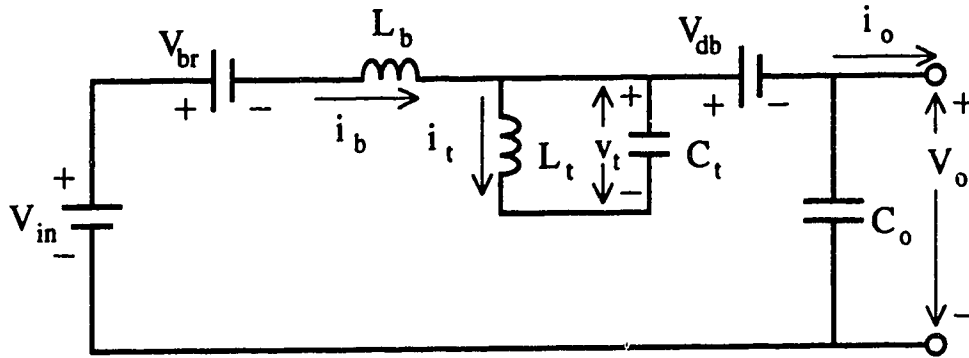 L_b
V_br
V_db
i_o
+
-
+
-
+
+
i_b
i_t
L_t
v_t
C_t
-
V_o
+
V_in
-
C_o
-